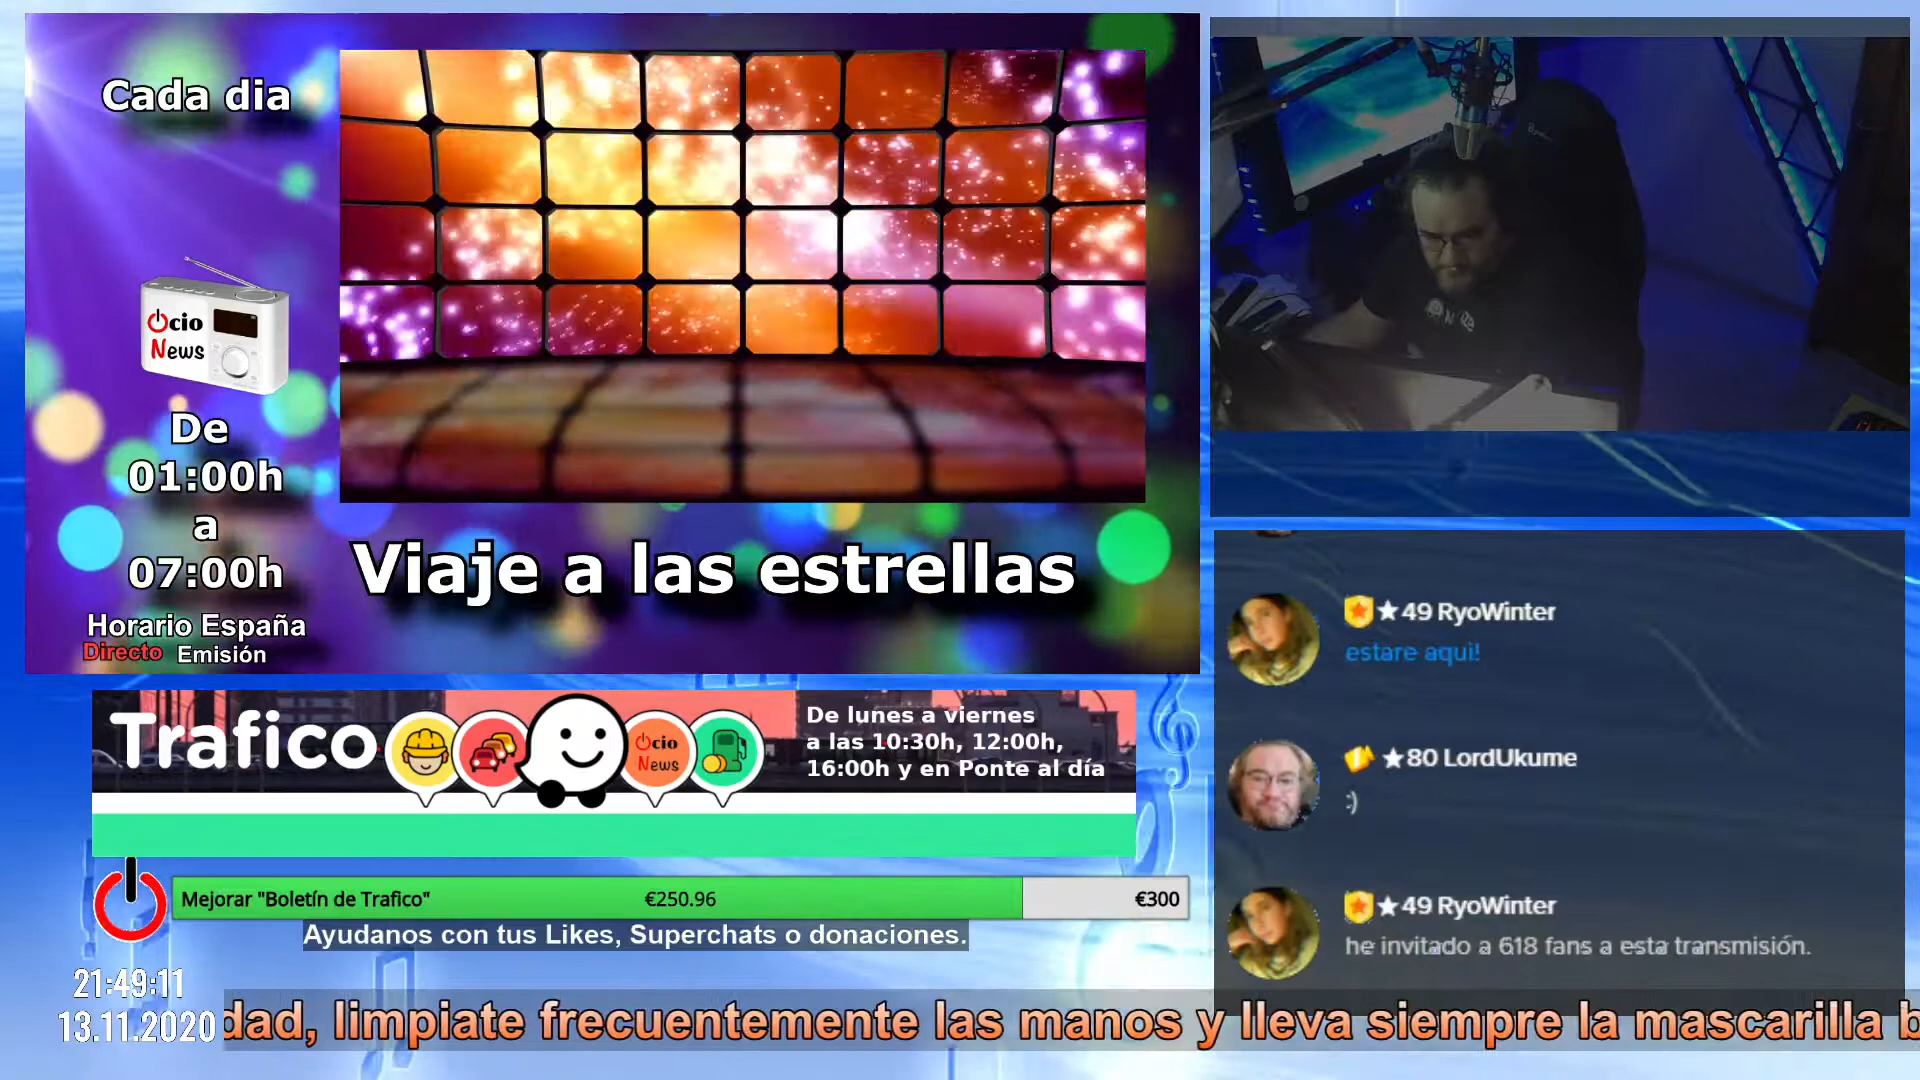 Cada dia
Ocio
News
De
01:00h
a
07:00h
Horario España
Directo Emisión
Viaje a las estrellas
Trafico
Ocio
News
De lunes a viernes
a las 10:30h, 12:00h,
16:00h y en Ponte al día
Mejorar "Boletín de Trafico" €250.96 €300
Ayudanos con tus Likes, Superchats o donaciones.
★49 RyoWinter
estare aqui!
★80 LordUkume
:)
★49 RyoWinter
he invitado a 618 fans a esta transmisión.
21:49:11
13.11.2020
dad, limpiate frecuentemente las manos y lleva siempre la mascarilla b